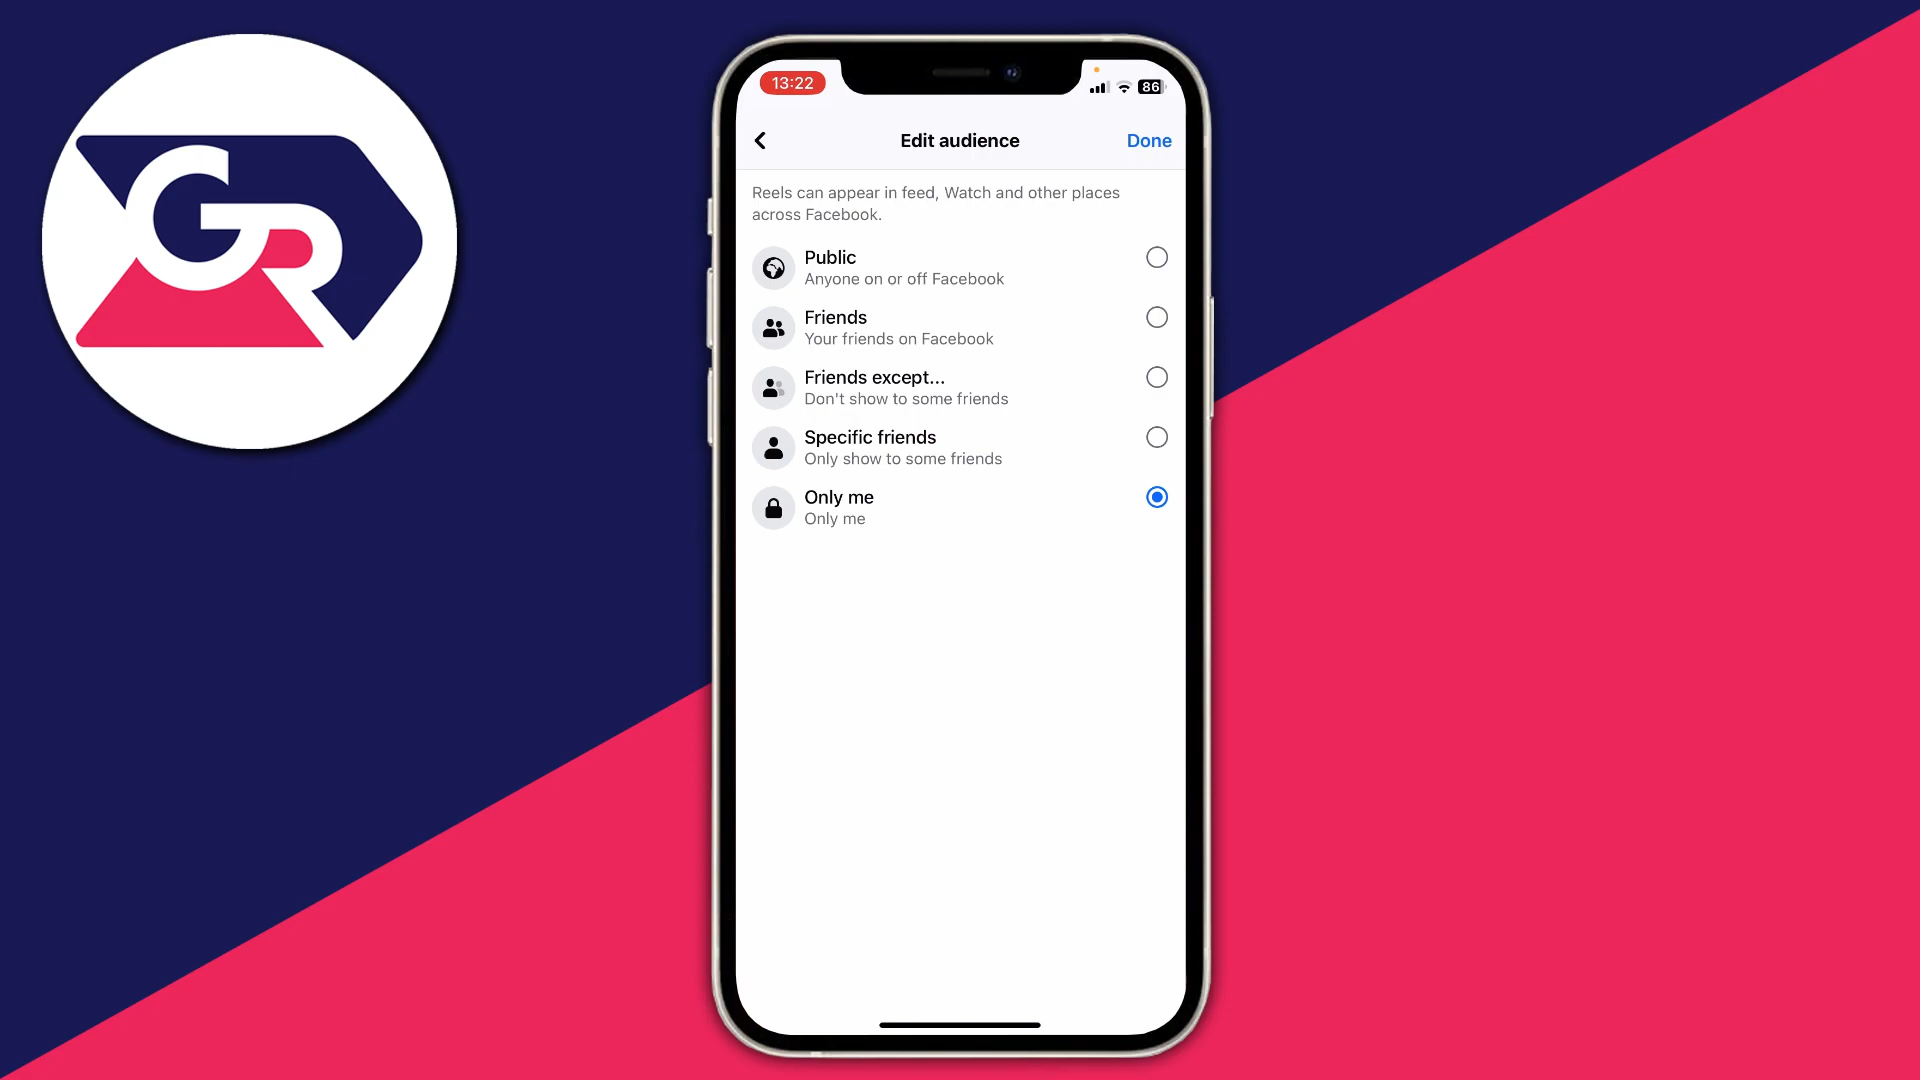 GR
13:22
86
Edit audience
Done
Reels can appear in feed, Watch and other places
across Facebook.
Public
Anyone on or off Facebook
Friends
Your friends on Facebook
Friends except...
Don't show to some friends
Specific friends
Only show to some friends
Only me
Only me